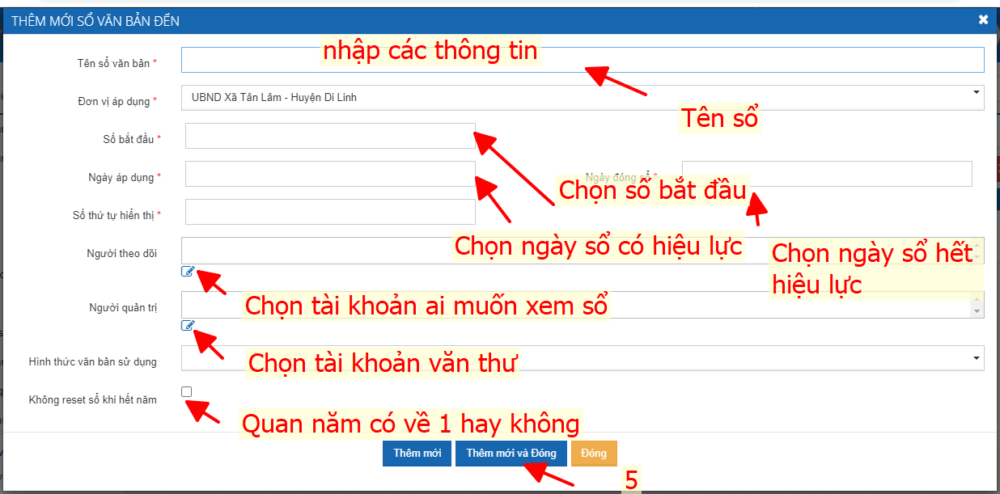 THÊM MỚI SỔ VĂN BẢN ĐẾN
nhập các thông tin
Tên sổ văn bản *
Đơn vị áp dụng * UBND Xã Tân Lâm - Huyện Di Linh
Tên sổ
Số bắt đầu *
Ngày áp dụng * Ngày đóng sổ *
Chọn số bắt đầu
Số thứ tự hiển thị *
Chọn ngày sổ có hiệu lực
Chọn ngày sổ hết
hiệu lực
Người theo dõi
Chọn tài khoản ai muốn xem sổ
Người quản trị
Chọn tài khoản văn thư
Hình thức văn bản sử dụng
Không reset sổ khi hết năm
Quan năm có về 1 hay không
Thêm mới Thêm mới và Đóng Đóng
5